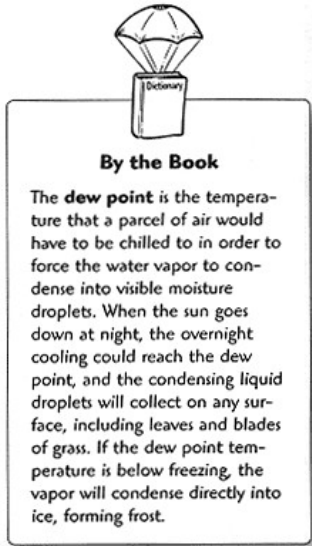 Dictionary
By the Book
The dew point is the tempera-
ture that a parcel of air would
have to be chilled to in order to
force the water vapor to con-
dense into visible moisture
droplets. When the sun goes
down at night, the overnight
cooling could reach the dew
point, and the condensing liquid
droplets will collect on any sur-
face, including leaves and blades
of grass. If the dew point tem-
perature is below freezing, the
vapor will condense directly into
ice, forming frost.